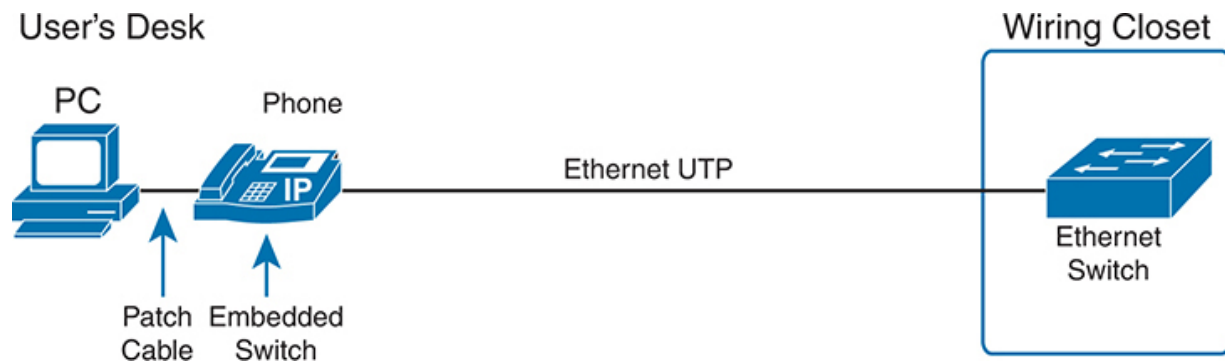 User's Desk
Wiring Closet
PC
Phone
IP
Ethernet UTP
Ethernet
Switch
Patch
Cable
Embedded
Switch